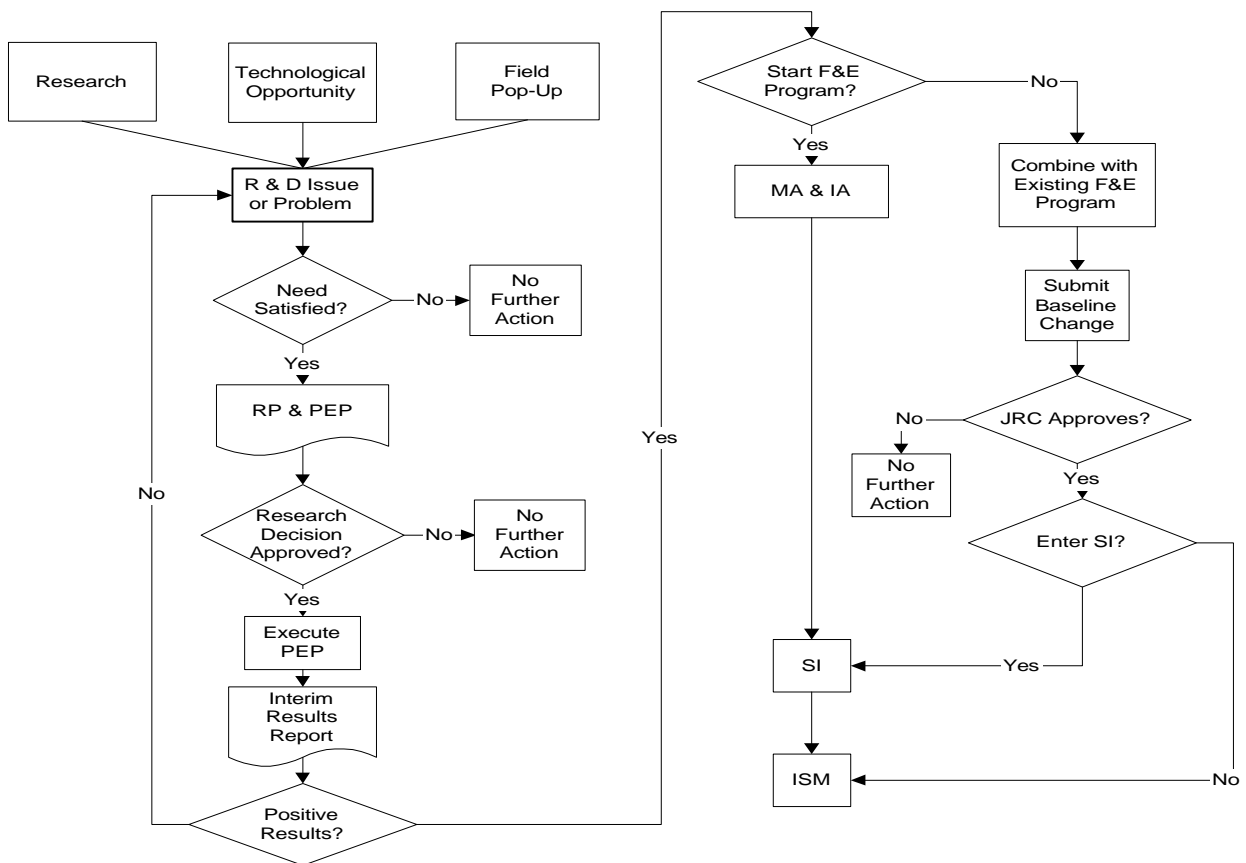 Research
Technological
Opportunity
Field
Pop-Up
R & D Issue
or Problem
Need
Satisfied?
No
No
Further
Action
Yes
RP & PEP
Research
Decision
Approved?
No
No
Further
Action
Yes
Execute
PEP
Interim
Results
Report
Positive
Results?
No
Yes
Start F&E
Program?
No
Yes
MA & IA
Combine with
Existing F&E
Program
Submit
Baseline
Change
JRC Approves?
No
No
Further
Action
Yes
Enter SI?
Yes
SI
No
ISM